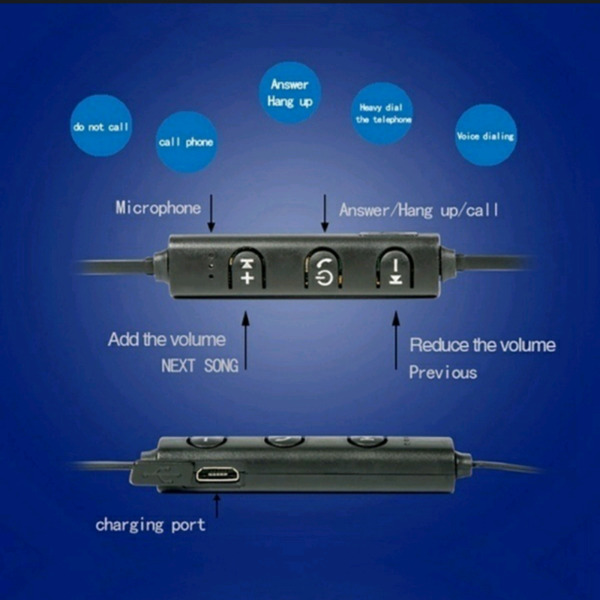 Answer
Hang up
do not call
call phone
Heavy dial
the telephone
Voice dialing
Microphone
Answer/Hang up/call
Add the volume
NEXT SONG
Reduce the volume
Previous
charging port